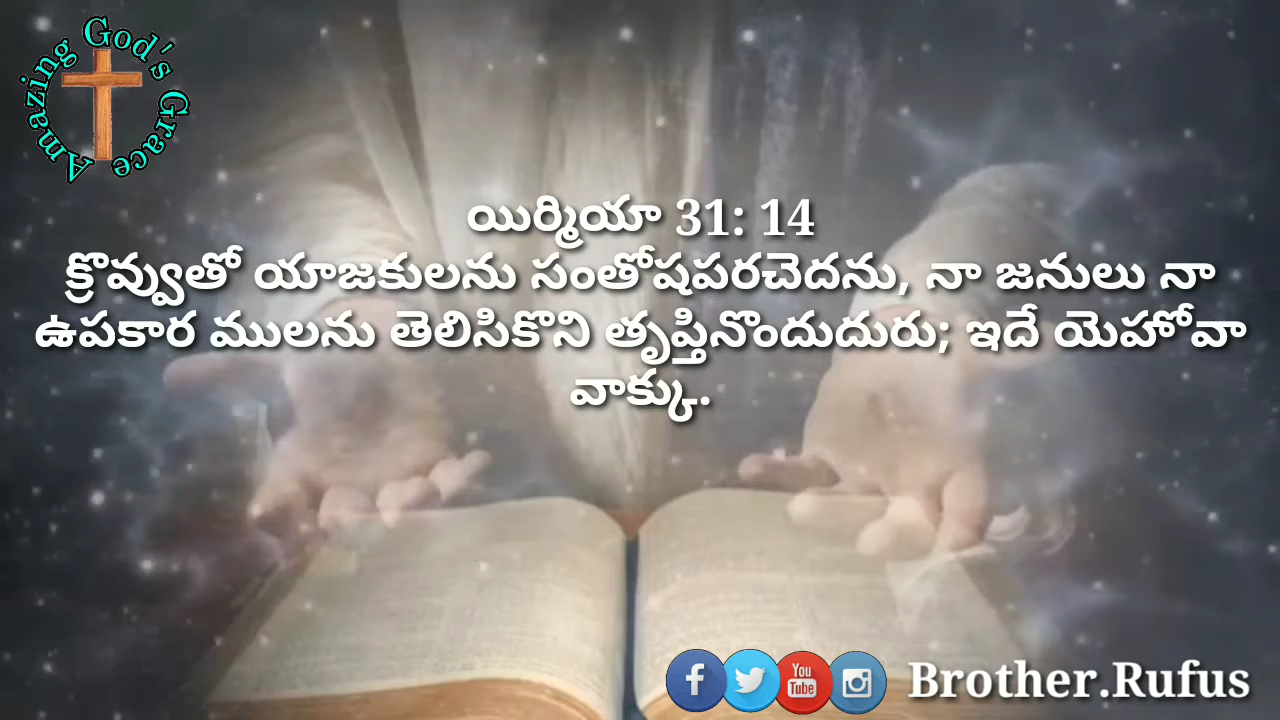 Amazing God's Grace
యిర్మియా 31: 14
క్రొవ్వుతో యాజకులను సంతోషపరచెదను, నా జనులు నా
ఉపకార ములను తెలిసికొని తృప్తినొందుదురు; ఇదే యెహోవా
వాక్కు.
You
Tube
Brother.Rufus